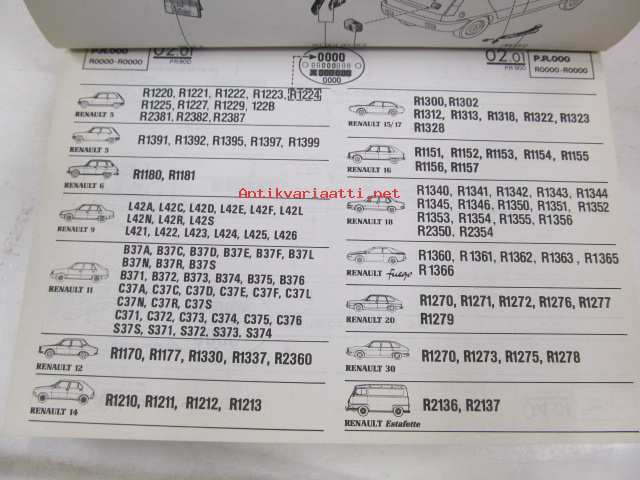 P.R.000
R0000-R0000
02.01
P.R 900
0000
0000
02.01
P.R 900
P.R.000
R0000-R0000
RENAULT 5
R1220, R1221, R1222, R1223, R1224
R1225, R1227, R1229, 122B
R2381, R2382, R2387
RENAULT 5
R1391, R1392, R1395, R1397, R1399
RENAULT 6
R1180, R1181
RENAULT 9
L42A, L42C, L42D, L42E, L42F, L42L
L42N, L42R, L42S
L421, L422, L423, L424, L425, L426
RENAULT 11
B37A, B37C, B37D, B37E, B37F, B37L
B37N, B37R, B37S
B371, B372, B373, B374, B375, B376
C37A, C37C, C37D, C37E, C37F, C37L
C37N, C37R, C37S
C371, C372, C373, C374, C375, C376
S37S, S371, S372, S373, S374
RENAULT 12
R1170, R1177, R1330, R1337, R2360
RENAULT 14
R1210, R1211, R1212, R1213
RENAULT 15/17
R1300, R1302
R1312, R1313, R1318, R1322, R1323
R1328
RENAULT 16
R1151, R1152, R1153, R1154, R1155
R1156, R1157
RENAULT 18
R1340, R1341, R1342, R1343, R1344
R1345, R1346, R1350, R1351, R1352
R1353, R1354, R1355, R1356
R2350, R2354
RENAULT fuego
R1360, R1361, R1362, R1363, R1365
R1366
RENAULT 20
R1270, R1271, R1272, R1276, R1277
R1279
RENAULT 30
R1270, R1273, R1275, R1278
RENAULT Estafette
R2136, R2137
Antikvariaatti.net